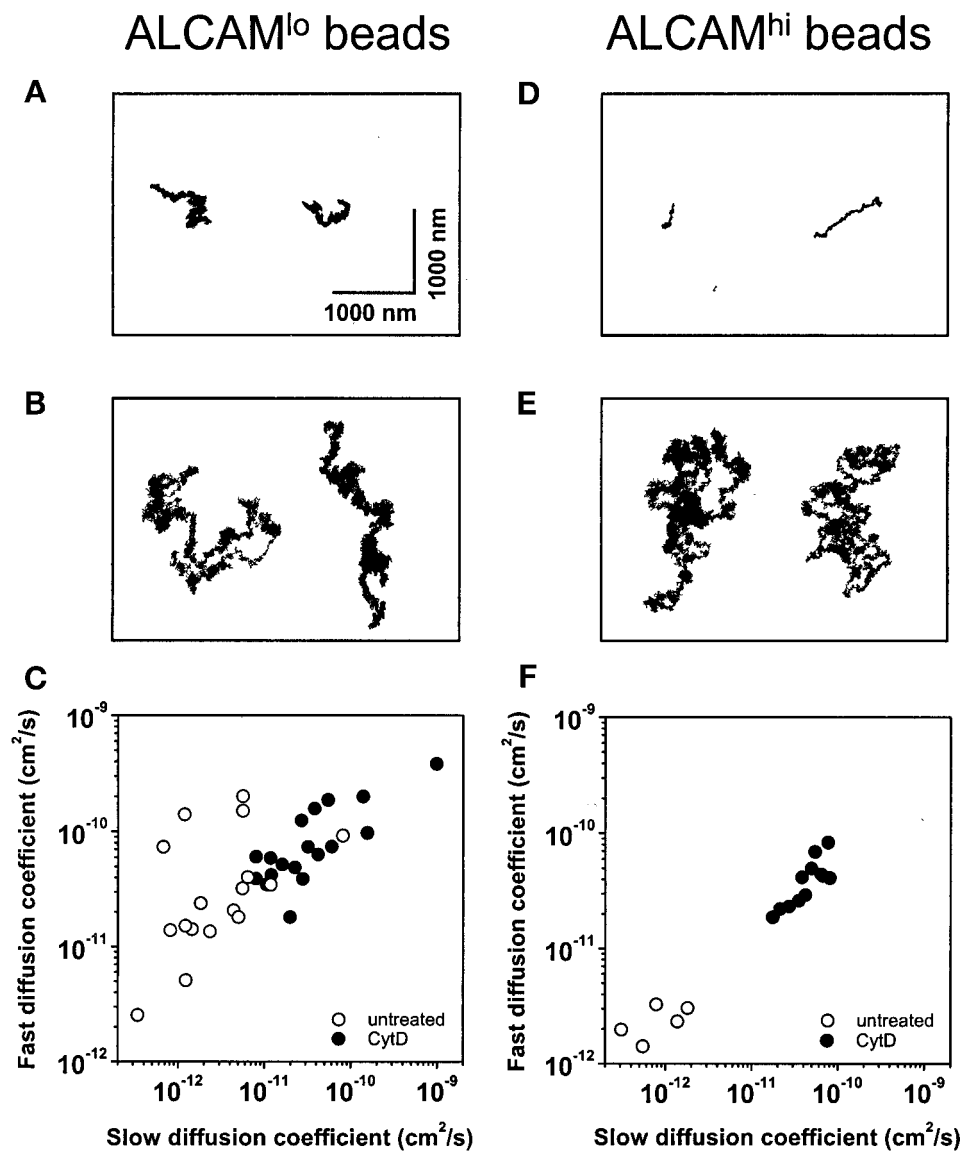 ALCAMlo beads
ALCAMhi beads
A
D
1000 nm
1000 nm
B
E
C
F
Fast diffusion coefficient (cm2/s)
10-9
10-10
10-11
10-12
untreated
CytD
10-12
10-11
10-10
10-9
Slow diffusion coefficient (cm2/s)
Fast diffusion coefficient (cm2/s)
10-9
10-10
10-11
10-12
untreated
CytD
10-12
10-11
10-10
10-9
Slow diffusion coefficient (cm2/s)